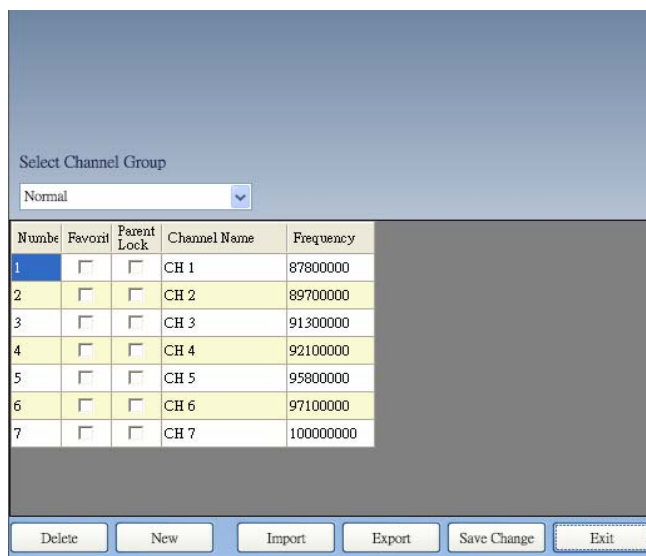 Select Channel Group
Normal
Numbe Favorit Parent Lock Channel Name Frequency
1 CH 1 87800000
2 CH 2 89700000
3 CH 3 91300000
4 CH 4 92100000
5 CH 5 95800000
6 CH 6 97100000
7 CH 7 100000000
Delete New Import Export Save Change Exit